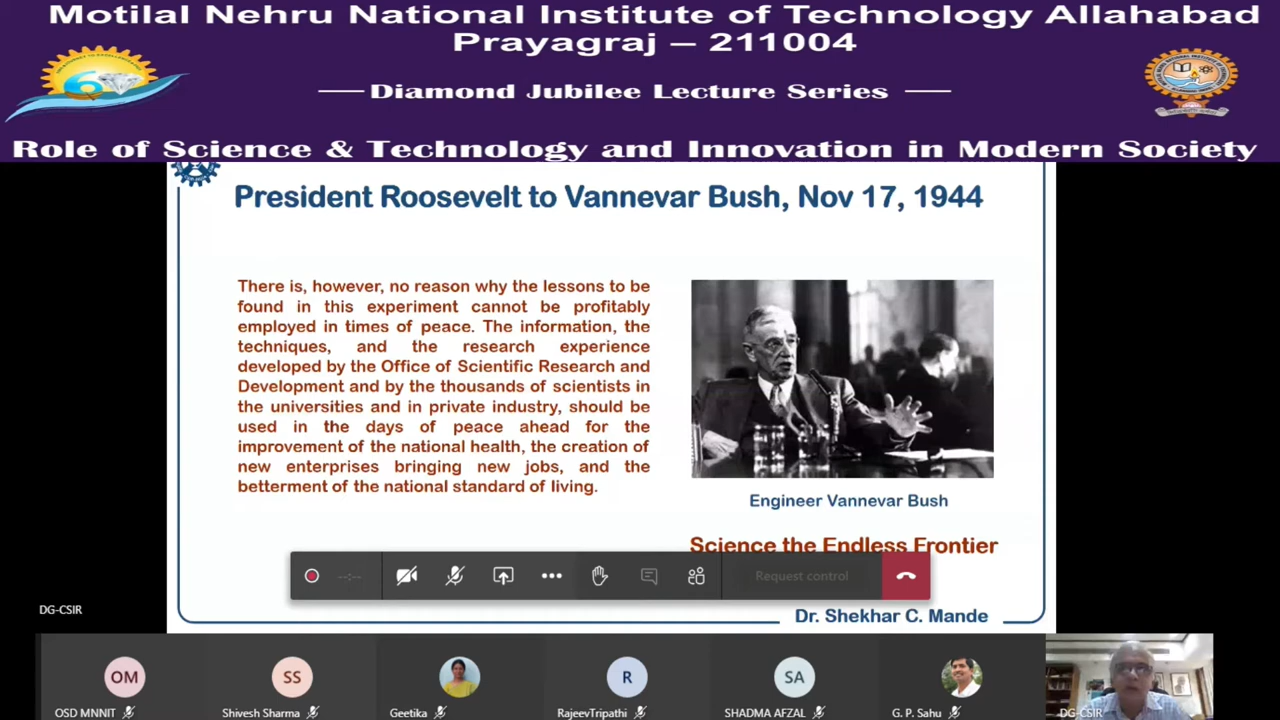 Motilal Nehru National Institute of Technology Allahabad
Prayagraj – 211004
Diamond Jubilee Lecture Series
Role of Science & Technology and Innovation in Modern Society
President Roosevelt to Vannevar Bush, Nov 17, 1944
There is, however, no reason why the lessons to be
found in this experiment cannot be profitably
employed in times of peace. The information, the
techniques, and the research experience
developed by the Office of Scientific Research and
Development and by the thousands of scientists in
the universities and in private industry, should be
used in the days of peace ahead for the
improvement of the national health, the creation of
new enterprises bringing new jobs, and the
betterment of the national standard of living.
Engineer Vannevar Bush
Science the Endless Frontier
--:--
Request control
DG-CSIR
Dr. Shekhar C. Mande
OM
SS
R
SA
OSD MNNIT
Shivesh Sharma
Geetika
RajeevTripathi
SHADMA AFZAL
G. P. Sahu
DG-CSIR